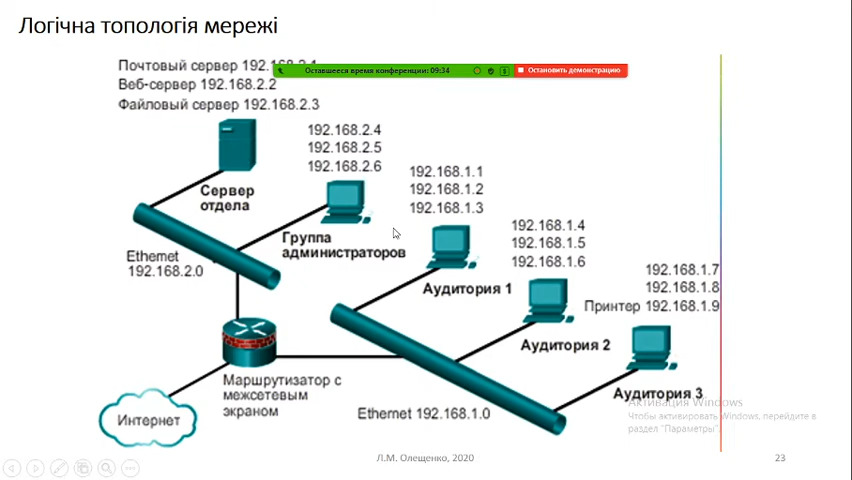 Логічна топологія мережі
Почтовый сервер 192.168.2.1
Оставшееся время конференции: 09:34
Остановить демонстрацию
Веб-сервер 192.168.2.2
Файловый сервер 192.168.2.3
192.168.2.4
192.168.2.5
192.168.2.6
Сервер
отдела
192.168.1.1
192.168.1.2
192.168.1.3
Группа
администраторов
192.168.1.4
192.168.1.5
192.168.1.6
Ethernet
192.168.2.0
Аудитория 1
192.168.1.7
192.168.1.8
Принтер 192.168.1.9
Аудитория 2
Маршрутизатор с
межсетевым
экраном
Аудитория 3
Интернет
Ethernet 192.168.1.0
Активация Windows
Чтобы активировать Windows, перейдите в
раздел "Параметры".
Л.М. Олещенко, 2020
23